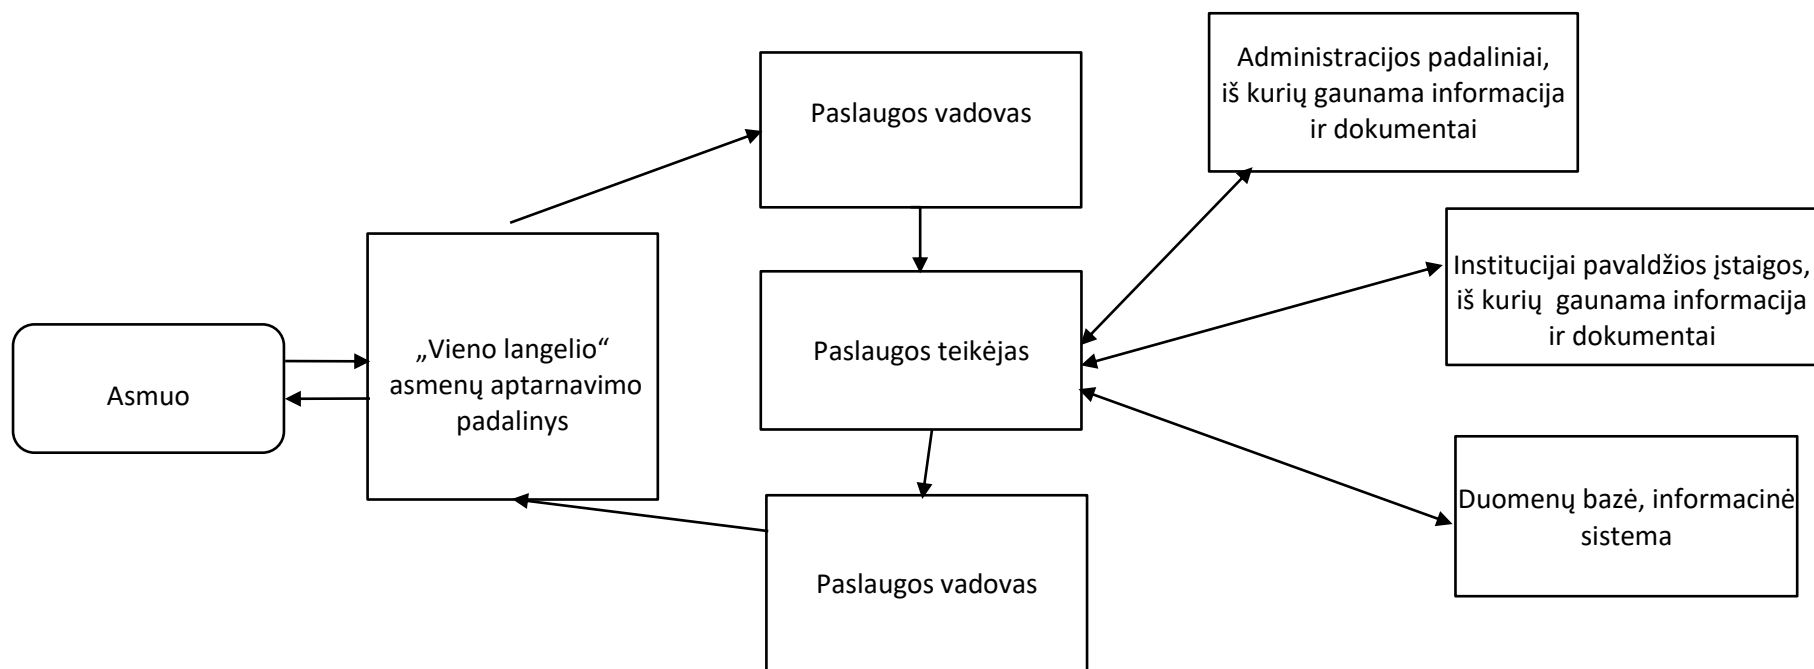 Asmuo
„Vieno langelio“
asmenų aptarnavimo
padalinys
Paslaugos vadovas
Paslaugos teikėjas
Paslaugos vadovas
Administracijos padaliniai,
iš kurių gaunama informacija
ir dokumentai
Institucijai pavaldžios įstaigos,
iš kurių gaunama informacija
ir dokumentai
Duomenų bazė, informacinė
sistema